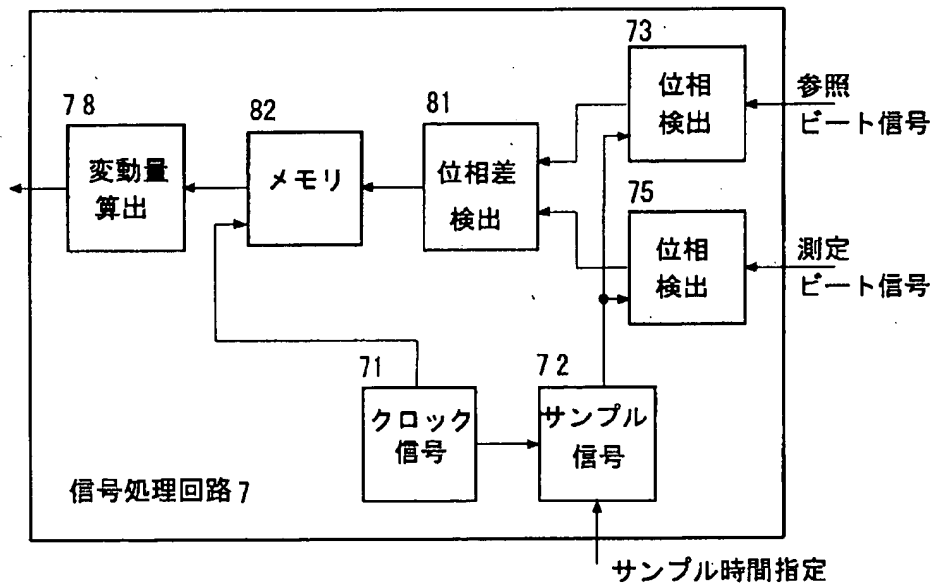 73
位相
検出
参照
ビート信号
78
変動量
算出
82
メモリ
81
位相差
検出
75
位相
検出
測定
ビート信号
71
クロック
信号
72
サンプル
信号
信号処理回路7
サンプル時間指定